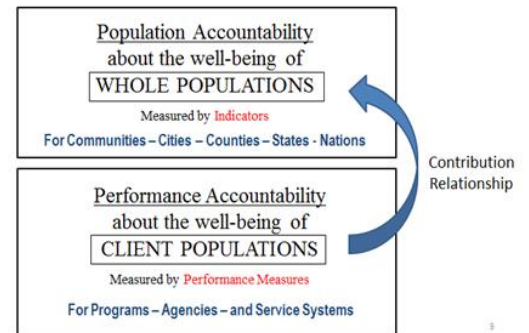 Population Accountability
about the well-being of
WHOLE POPULATIONS
Measured by Indicators
For Communities – Cities – Counties – States - Nations
Contribution
Relationship
Performance Accountability
about the well-being of
CLIENT POPULATIONS
Measured by Performance Measures
For Programs – Agencies – and Service Systems
9